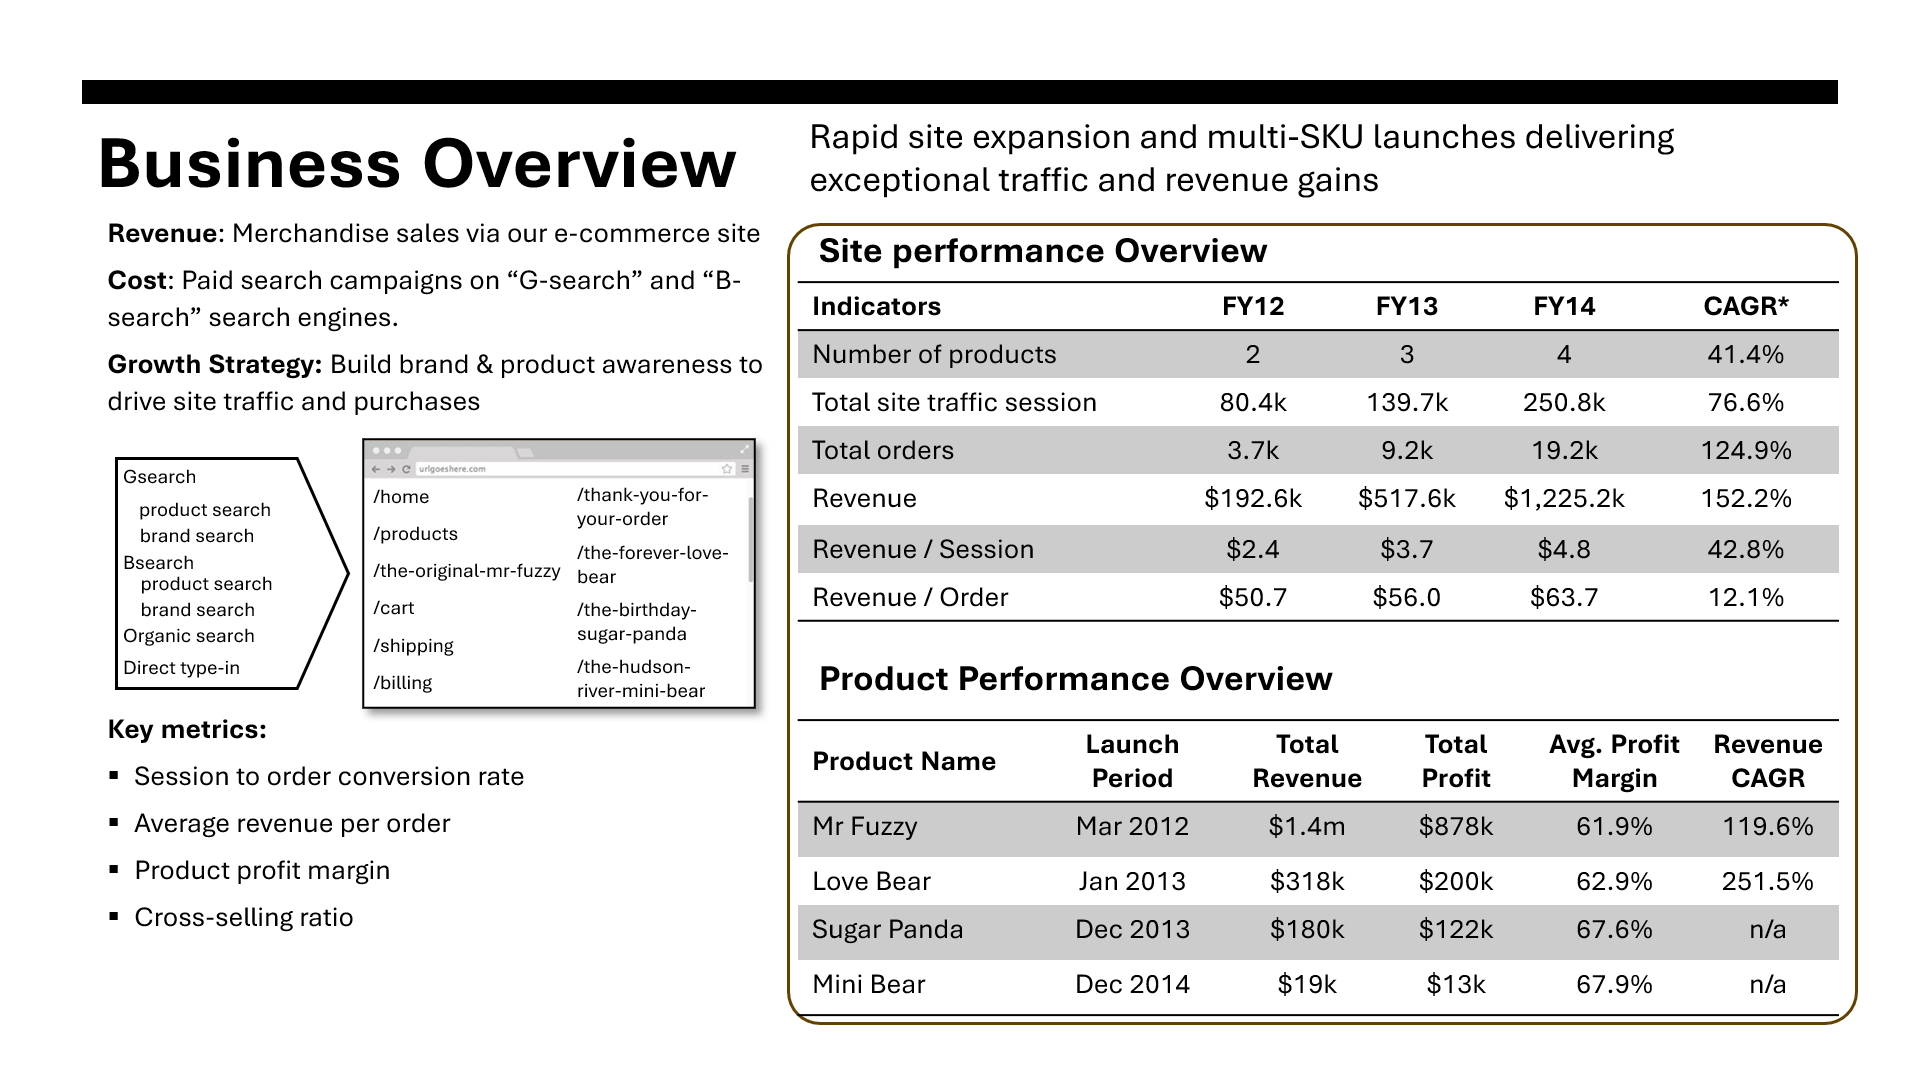 Business Overview
Rapid site expansion and multi-SKU launches delivering
exceptional traffic and revenue gains
Revenue: Merchandise sales via our e-commerce site
Cost: Paid search campaigns on “G-search” and “B-
search” search engines.
Growth Strategy: Build brand & product awareness to
drive site traffic and purchases
Gsearch
product search
brand search
Bsearch
product search
brand search
Organic search
Direct type-in
urlgoeshere.com
/home
/products
/the-original-mr-fuzzy
/cart
/shipping
/billing
/thank-you-for-
your-order
/the-forever-love-
bear
/the-birthday-
sugar-panda
/the-hudson-
river-mini-bear
Key metrics:
▪ Session to order conversion rate
▪ Average revenue per order
▪ Product profit margin
▪ Cross-selling ratio
Site performance Overview
Indicators FY12 FY13 FY14 CAGR*
Number of products 2 3 4 41.4%
Total site traffic session 80.4k 139.7k 250.8k 76.6%
Total orders 3.7k 9.2k 19.2k 124.9%
Revenue $192.6k $517.6k $1,225.2k 152.2%
Revenue / Session $2.4 $3.7 $4.8 42.8%
Revenue / Order $50.7 $56.0 $63.7 12.1%
Product Performance Overview
Product Name Launch Period Total Revenue Total Profit Avg. Profit Margin Revenue CAGR
Mr Fuzzy Mar 2012 $1.4m $878k 61.9% 119.6%
Love Bear Jan 2013 $318k $200k 62.9% 251.5%
Sugar Panda Dec 2013 $180k $122k 67.6% n/a
Mini Bear Dec 2014 $19k $13k 67.9% n/a